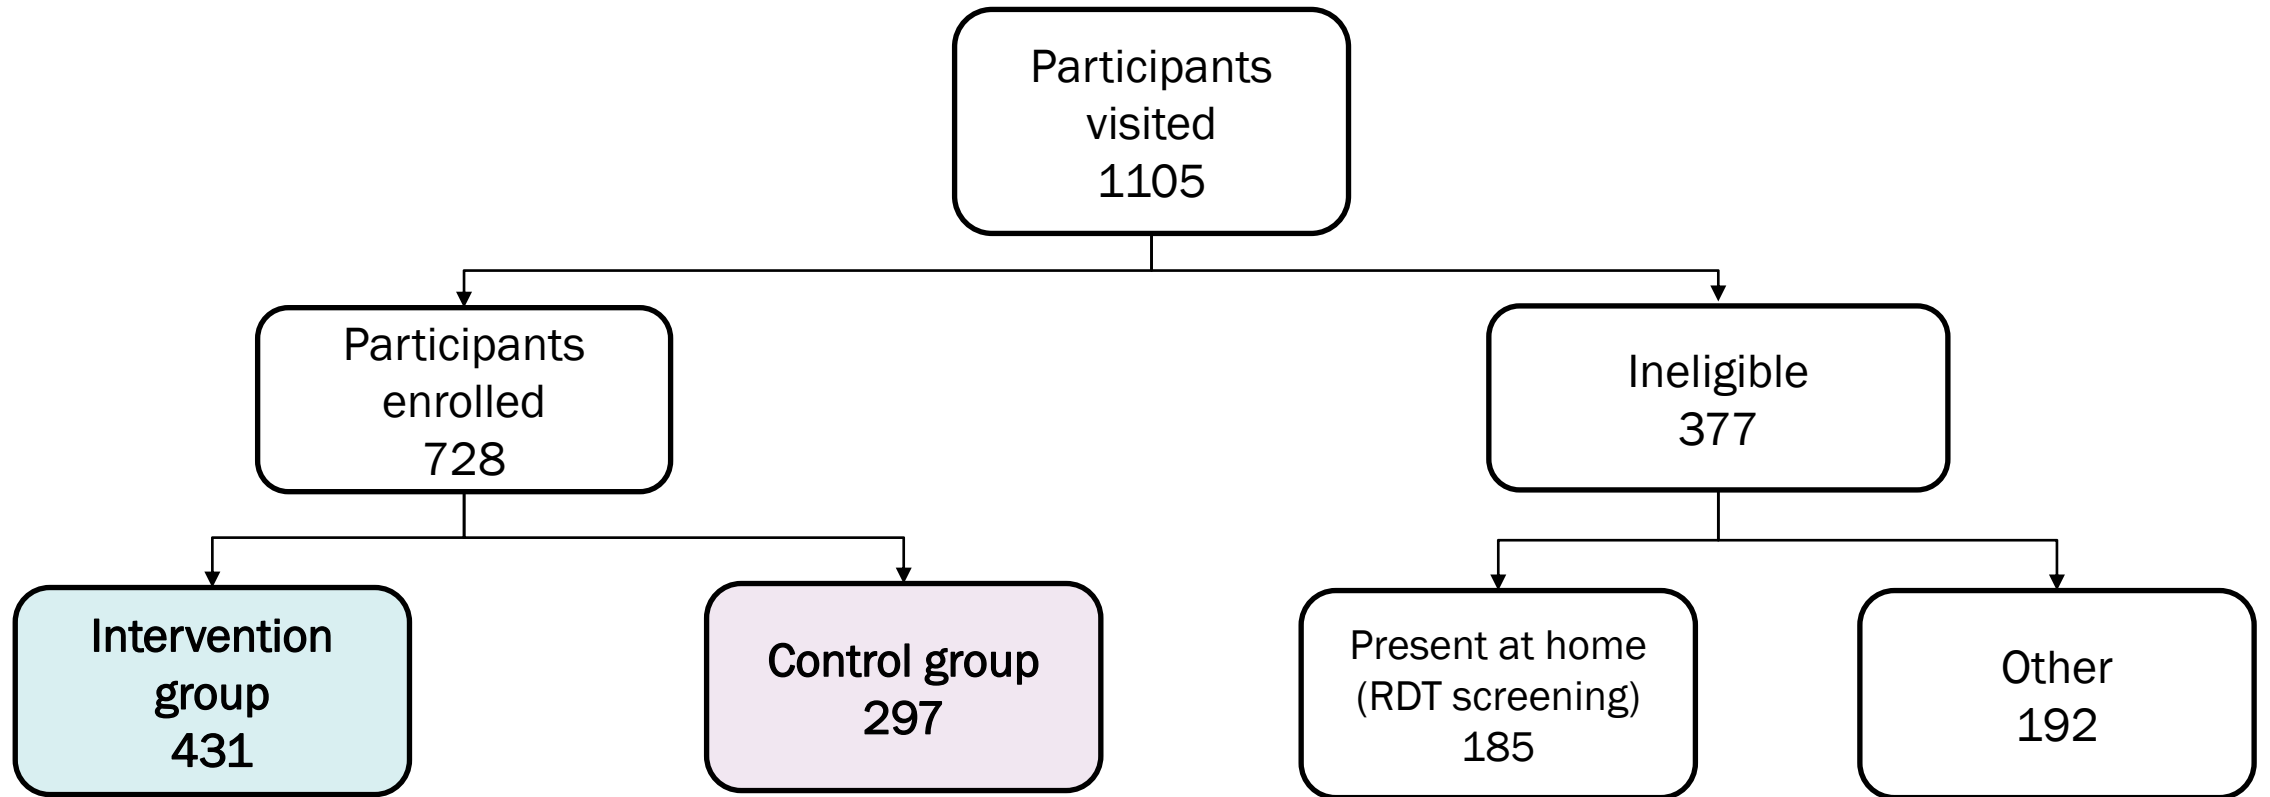 Participants
visited
1105
Participants
enrolled
728
Ineligible
377
Intervention
group
431
Control group
297
Present at home
(RDT screening)
185
Other
192